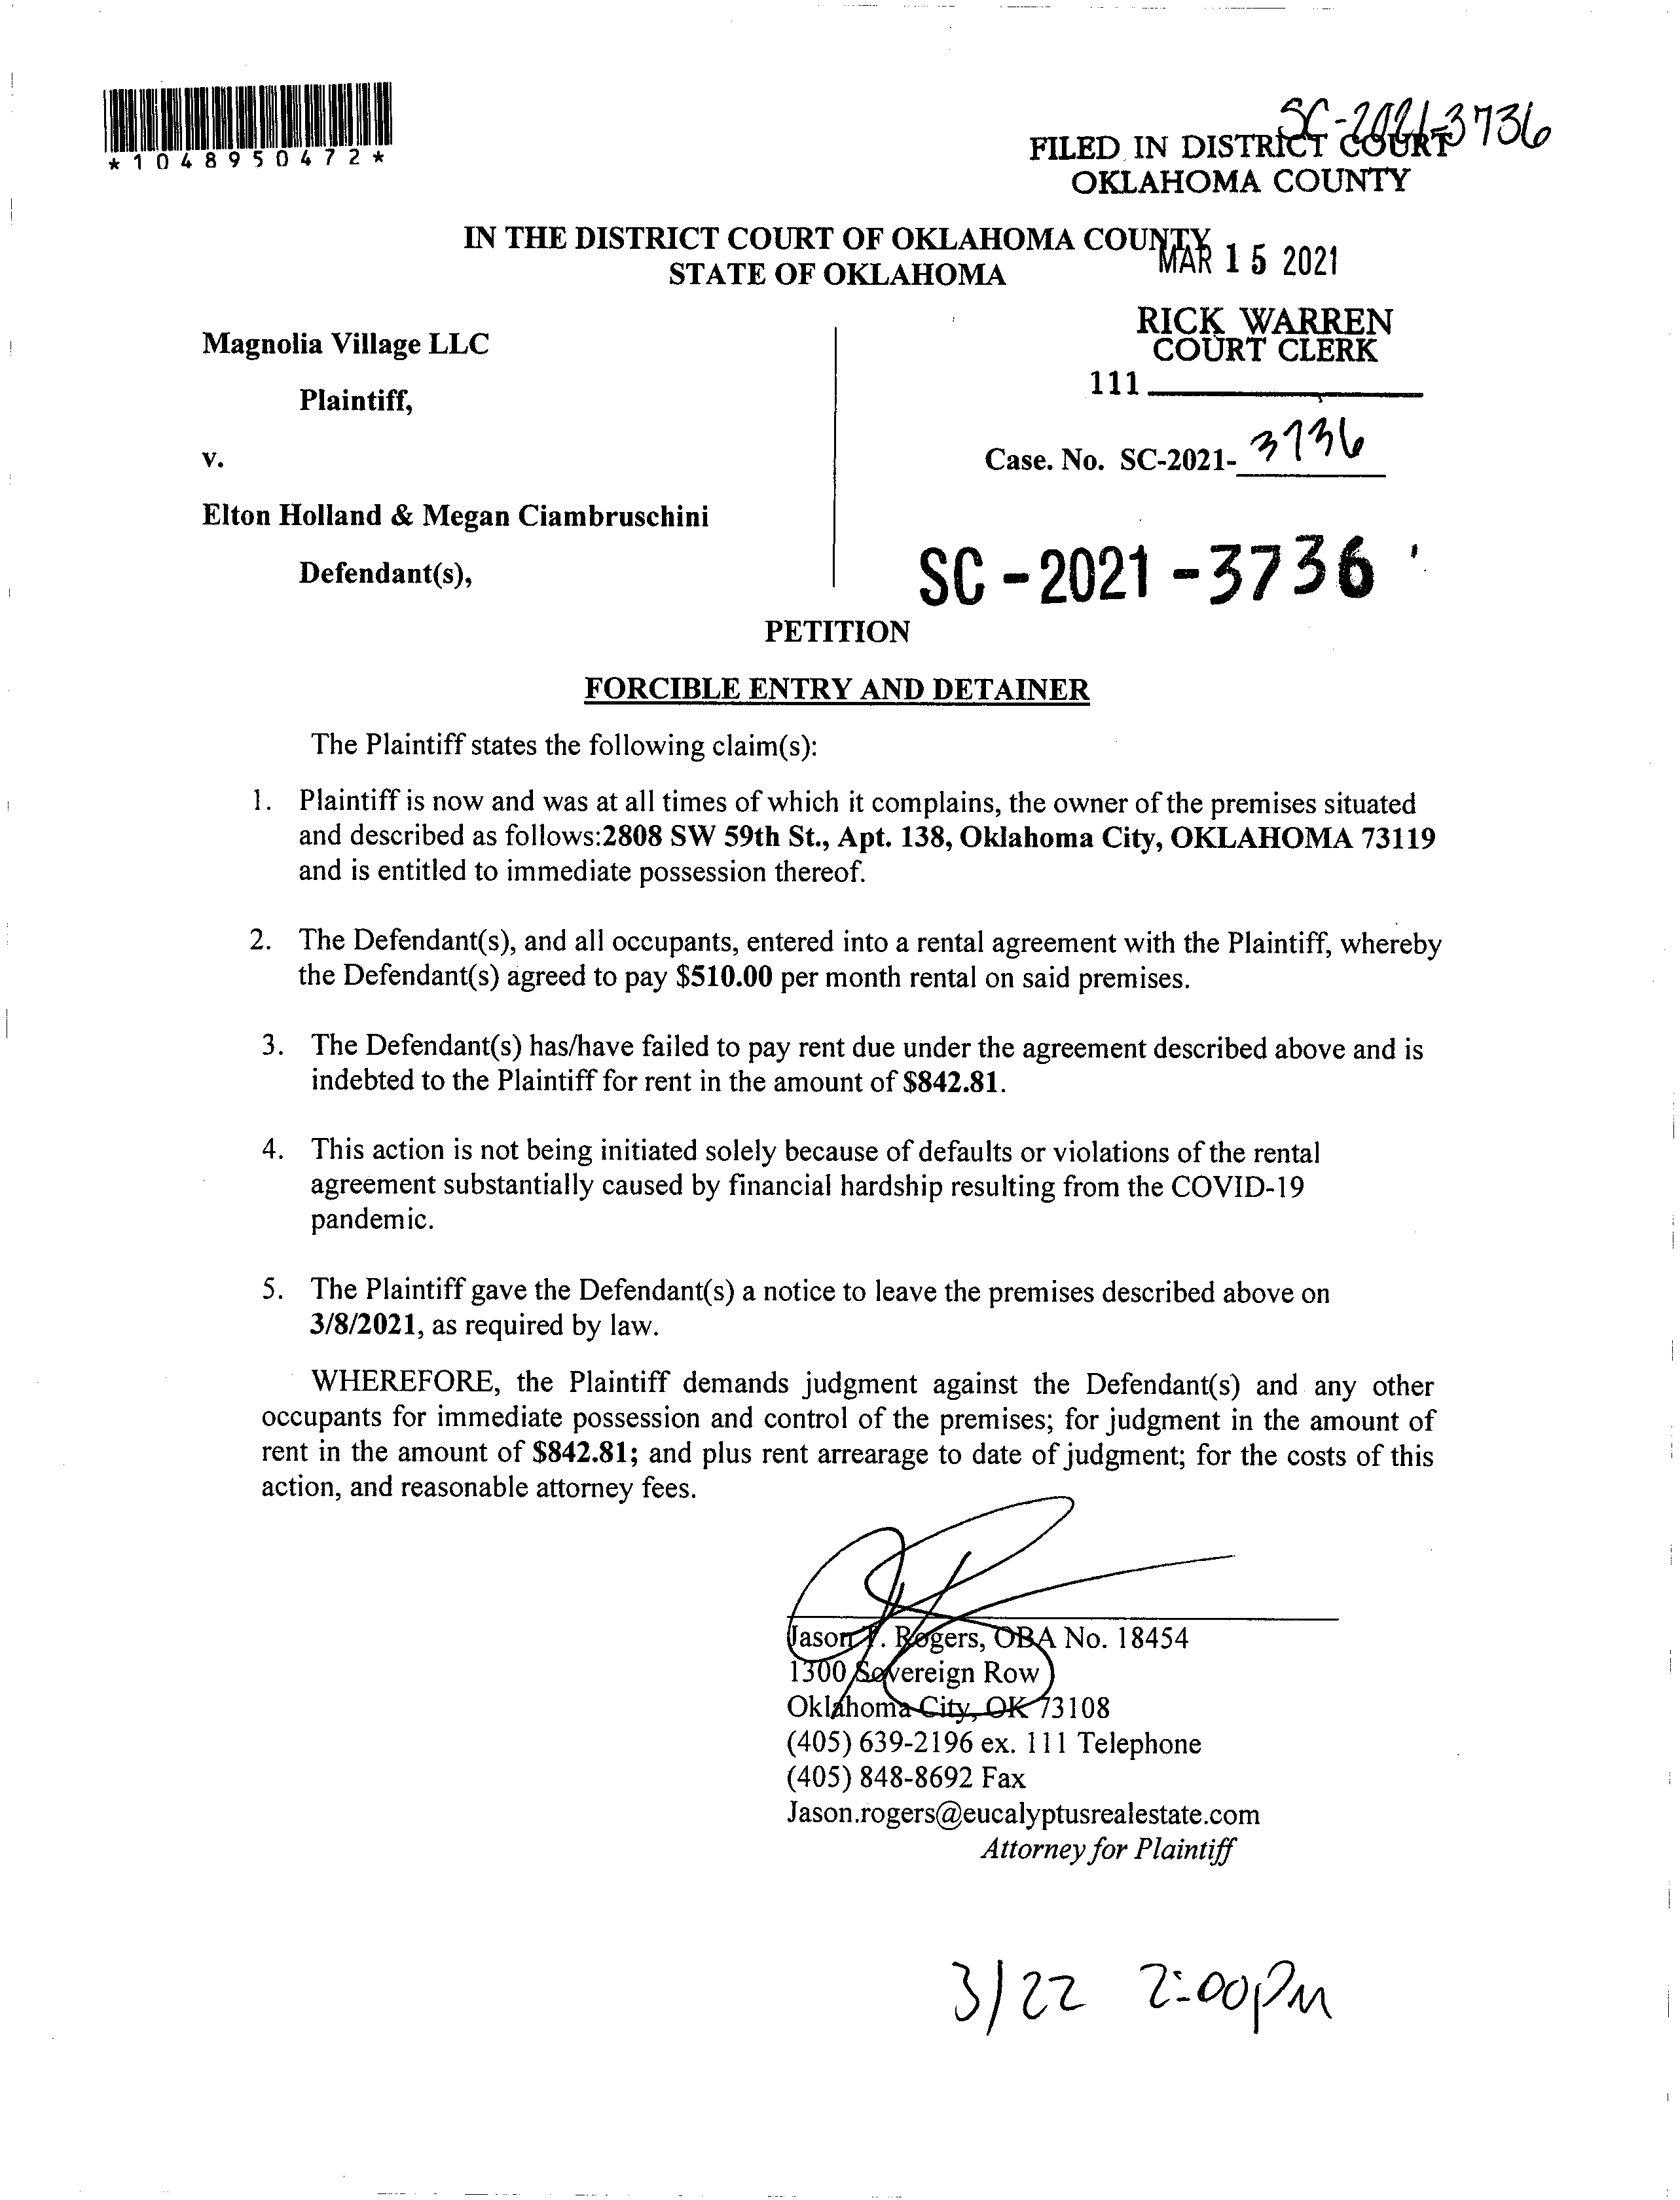 *1048950472*
SC-2021-3736
FILED IN DISTRICT COURT
OKLAHOMA COUNTY
IN THE DISTRICT COURT OF OKLAHOMA COUNTY
STATE OF OKLAHOMA
MAR 15 2021
RICK WARREN
COURT CLERK
111
Magnolia Village LLC
Plaintiff,
v.
Case. No. SC-2021- 3736
Elton Holland & Megan Ciambruschini
Defendant(s),
SC-2021-3736
PETITION
FORCIBLE ENTRY AND DETAINER
The Plaintiff states the following claim(s):
1. Plaintiff is now and was at all times of which it complains, the owner of the premises situated
and described as follows:2808 SW 59th St., Apt. 138, Oklahoma City, OKLAHOMA 73119
and is entitled to immediate possession thereof.
2. The Defendant(s), and all occupants, entered into a rental agreement with the Plaintiff, whereby
the Defendant(s) agreed to pay $510.00 per month rental on said premises.
3. The Defendant(s) has/have failed to pay rent due under the agreement described above and is
indebted to the Plaintiff for rent in the amount of $842.81.
4. This action is not being initiated solely because of defaults or violations of the rental
agreement substantially caused by financial hardship resulting from the COVID-19
pandemic.
5. The Plaintiff gave the Defendant(s) a notice to leave the premises described above on
3/8/2021, as required by law.
WHEREFORE, the Plaintiff demands judgment against the Defendant(s) and any other
occupants for immediate possession and control of the premises; for judgment in the amount of
rent in the amount of $842.81; and plus rent arrearage to date of judgment; for the costs of this
action, and reasonable attorney fees.
Jason T. Rogers, OBA No. 18454
1300 Sovereign Row
Oklahoma City, OK 73108
(405) 639-2196 ex. 111 Telephone
(405) 848-8692 Fax
Jason.rogers@eucalyptusrealestate.com
Attorney for Plaintiff
3/22 2:00pm